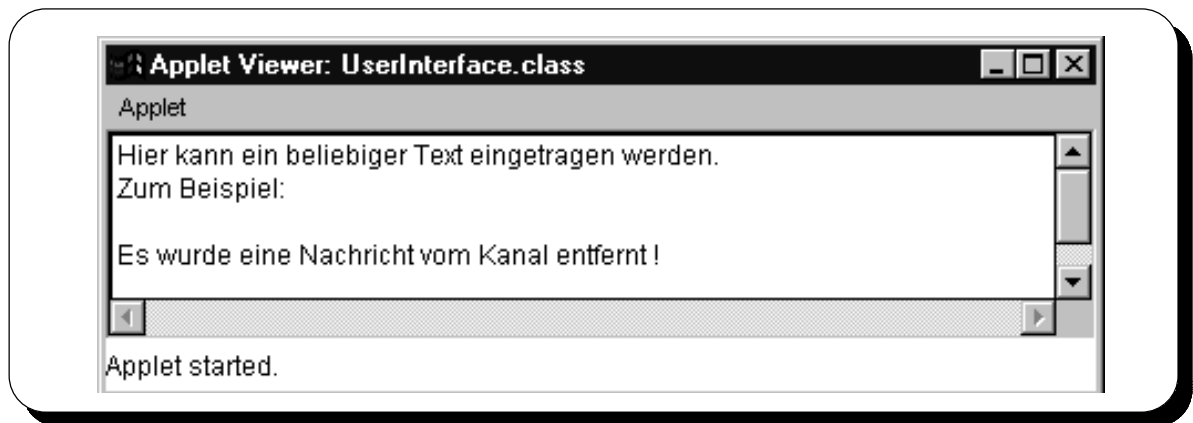 Applet Viewer: UserInterface.class
Applet
Hier kann ein beliebiger Text eingetragen werden.
Zum Beispiel:
Es wurde eine Nachricht vom Kanal entfernt !
Applet started.